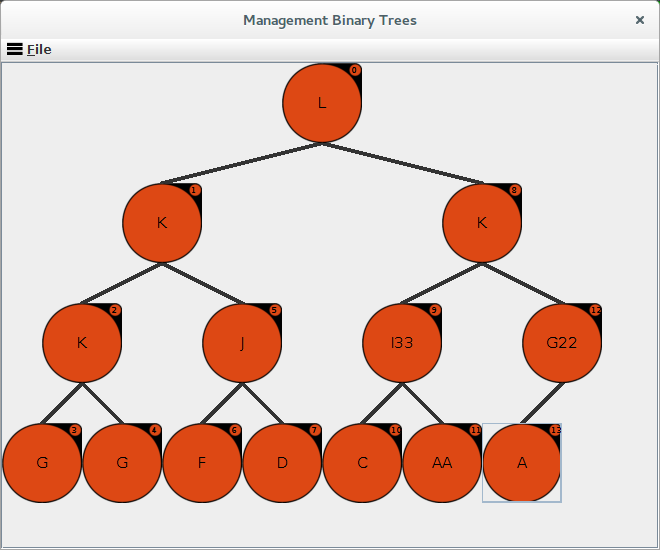 Management Binary Trees ×
File
0
L
1 8
K K
2 5 9 12
K J I33 G22
3 4 6 7 10 11 13
G G F D C AA A